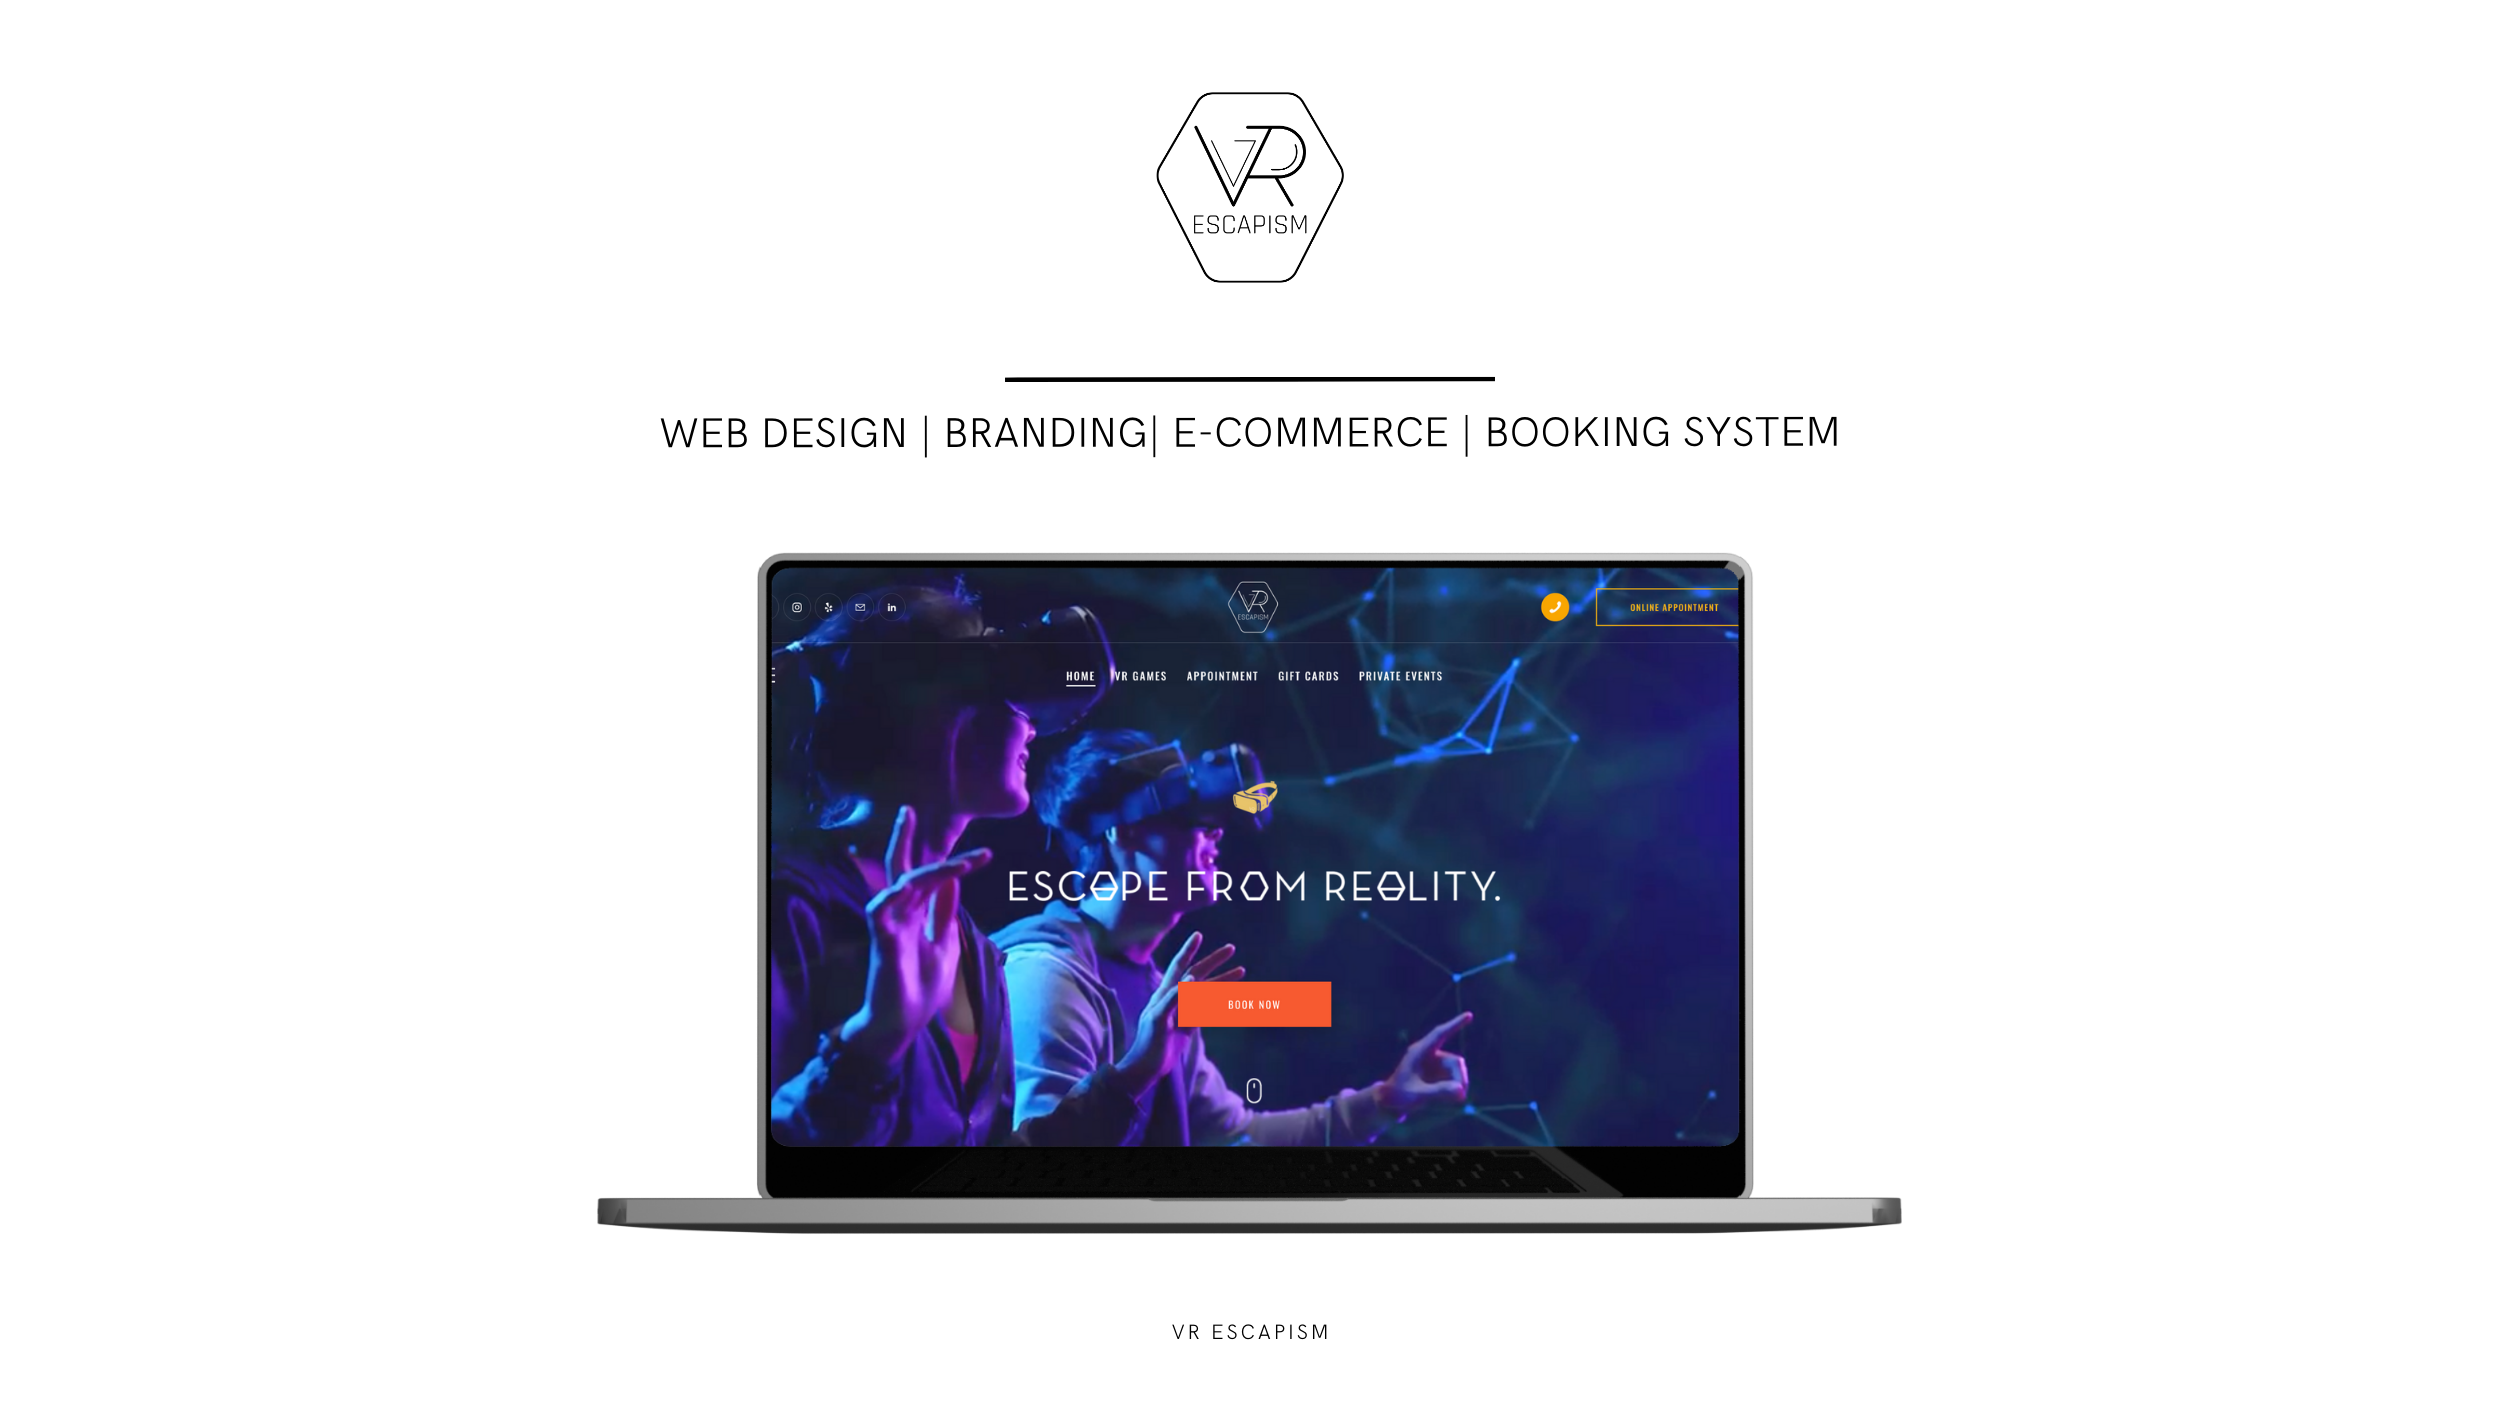 VR
ESCAPISM
WEB DESIGN | BRANDING| E-COMMERCE | BOOKING SYSTEM
in
VR
ESCAPISM
ONLINE APPOINTMENT
HOME VR GAMES APPOINTMENT GIFT CARDS PRIVATE EVENTS
ESCAPE FROM REALITY.
BOOK NOW
VR ESCAPISM